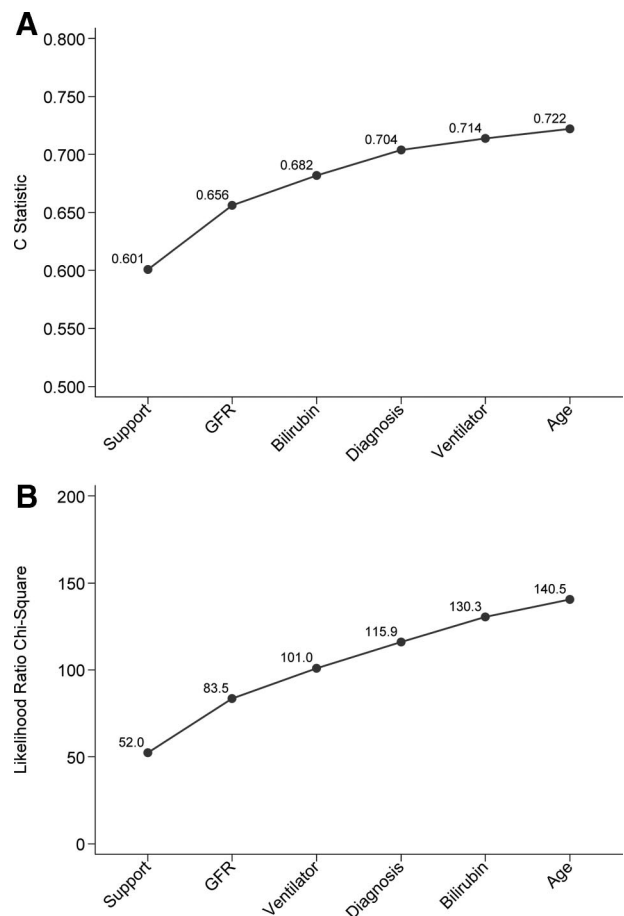 A
C Statistic
0.800
0.750
0.700
0.650
0.600
0.550
0.500
0.601
0.656
0.682
0.704
0.714
0.722
Support
GFR
Bilirubin
Diagnosis
Ventilator
Age
B
Likelihood Ratio Chi-Square
200
150
100
50
0
52.0
83.5
101.0
115.9
130.3
140.5
Support
GFR
Ventilator
Diagnosis
Bilirubin
Age